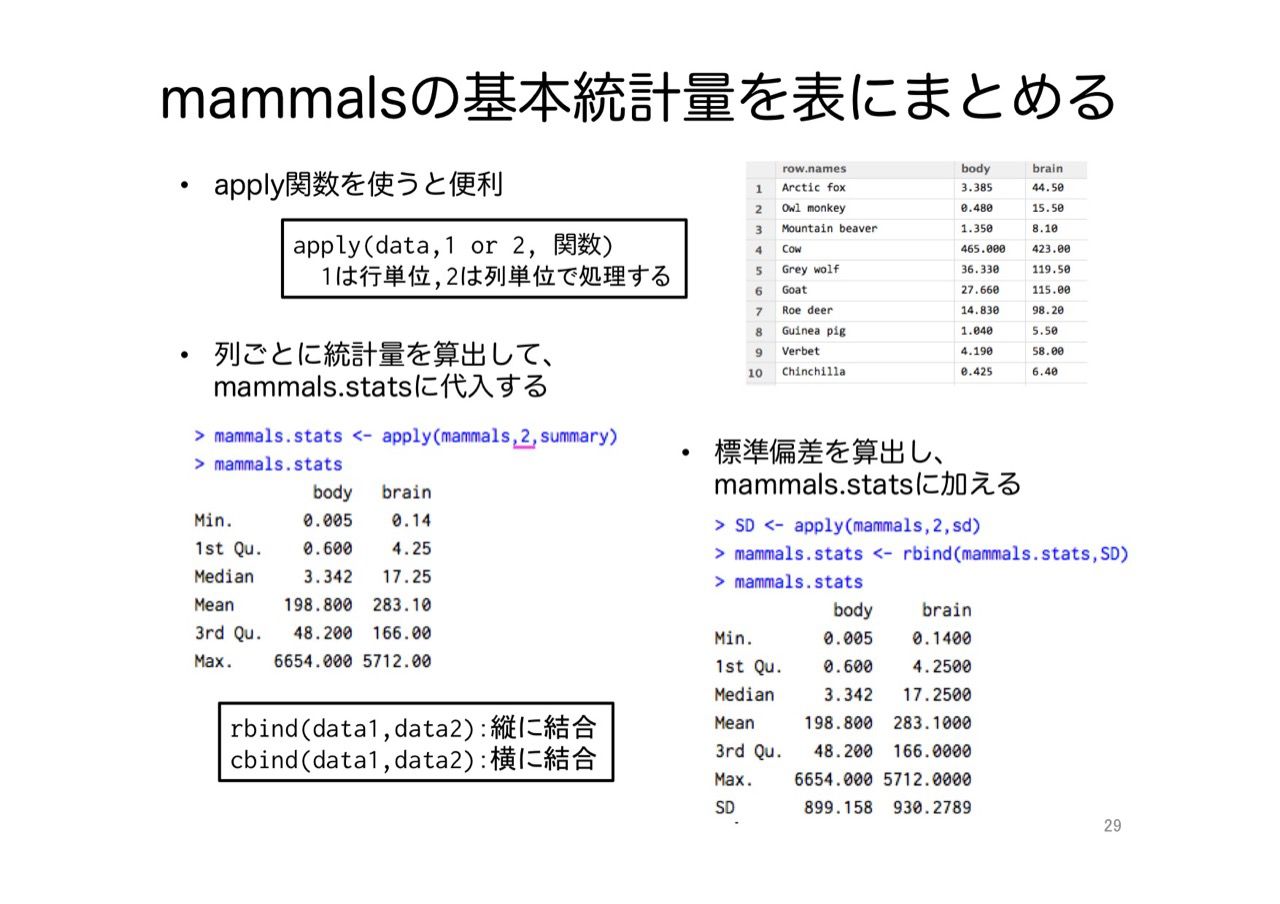 mammalsの基本統計量を表にまとめる
• apply関数を使うと便利
apply(data,1 or 2, 関数)
1は行単位,2は列単位で処理する
• 列ごとに統計量を算出して、
mammals.statsに代入する
> mammals.stats <- apply(mammals,2,summary)
> mammals.stats
body brain
Min. 0.005 0.14
1st Qu. 0.600 4.25
Median 3.342 17.25
Mean 198.800 283.10
3rd Qu. 48.200 166.00
Max. 6654.000 5712.00
rbind(data1,data2):縦に結合
cbind(data1,data2):横に結合
row.names body brain
1 Arctic fox 3.385 44.50
2 Owl monkey 0.480 15.50
3 Mountain beaver 1.350 8.10
4 Cow 465.000 423.00
5 Grey wolf 36.330 119.50
6 Goat 27.660 115.00
7 Roe deer 14.830 98.20
8 Guinea pig 1.040 5.50
9 Verbet 4.190 58.00
10 Chinchilla 0.425 6.40
• 標準偏差を算出し、
mammals.statsに加える
> SD <- apply(mammals,2,sd)
> mammals.stats <- rbind(mammals.stats,SD)
> mammals.stats
body brain
Min. 0.005 0.1400
1st Qu. 0.600 4.2500
Median 3.342 17.2500
Mean 198.800 283.1000
3rd Qu. 48.200 166.0000
Max. 6654.000 5712.0000
SD 899.158 930.2789
29